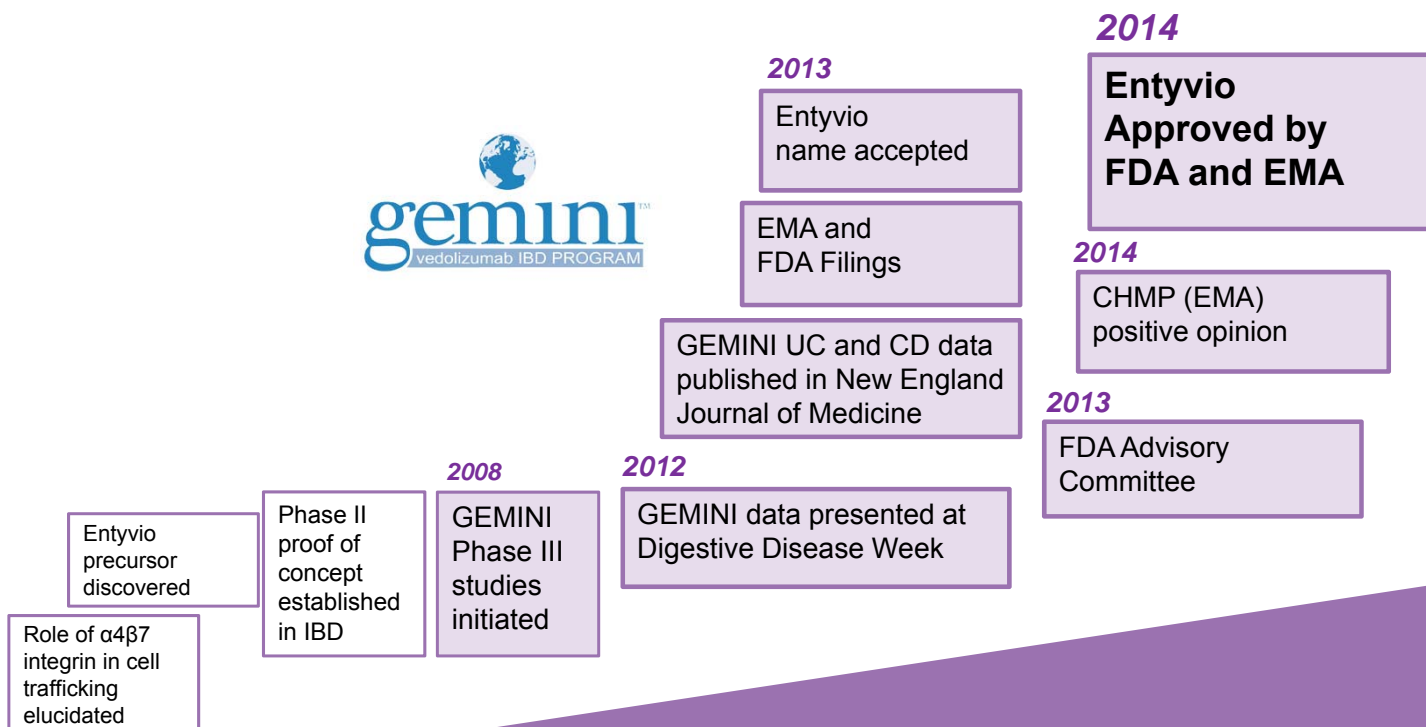 2014
Entyvio
Approved by
FDA and EMA
2013
Entyvio
name accepted
gemini™
vedolizumab IBD PROGRAM
EMA and
FDA Filings
2014
CHMP (EMA)
positive opinion
GEMINI UC and CD data
published in New England
Journal of Medicine
2013
FDA Advisory
Committee
2012
GEMINI data presented at
Digestive Disease Week
2008
GEMINI
Phase III
studies
initiated
Phase II
proof of
concept
established
in IBD
Entyvio
precursor
discovered
Role of α4β7
integrin in cell
trafficking
elucidated